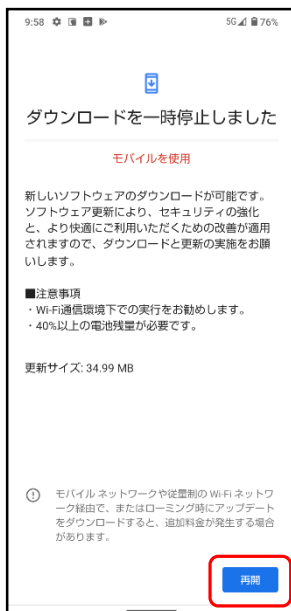 9:58 5G 76%
ダウンロードを一時停止しました
モバイルを使用
新しいソフトウェアのダウンロードが可能です。
ソフトウェア更新により、セキュリティの強化
と、より快適にご利用いただくための改善が適用
されますので、ダウンロードと更新の実施をお願
いします。
■注意事項
・Wi-Fi通信環境下での実行をお勧めします。
・40%以上の電池残量が必要です。
更新サイズ: 34.99 MB
モバイル ネットワークや従量制の Wi-Fi ネットワ
ーク経由で、またはローミング時にアップデート
をダウンロードすると、追加料金が発生する場合
があります。
再開